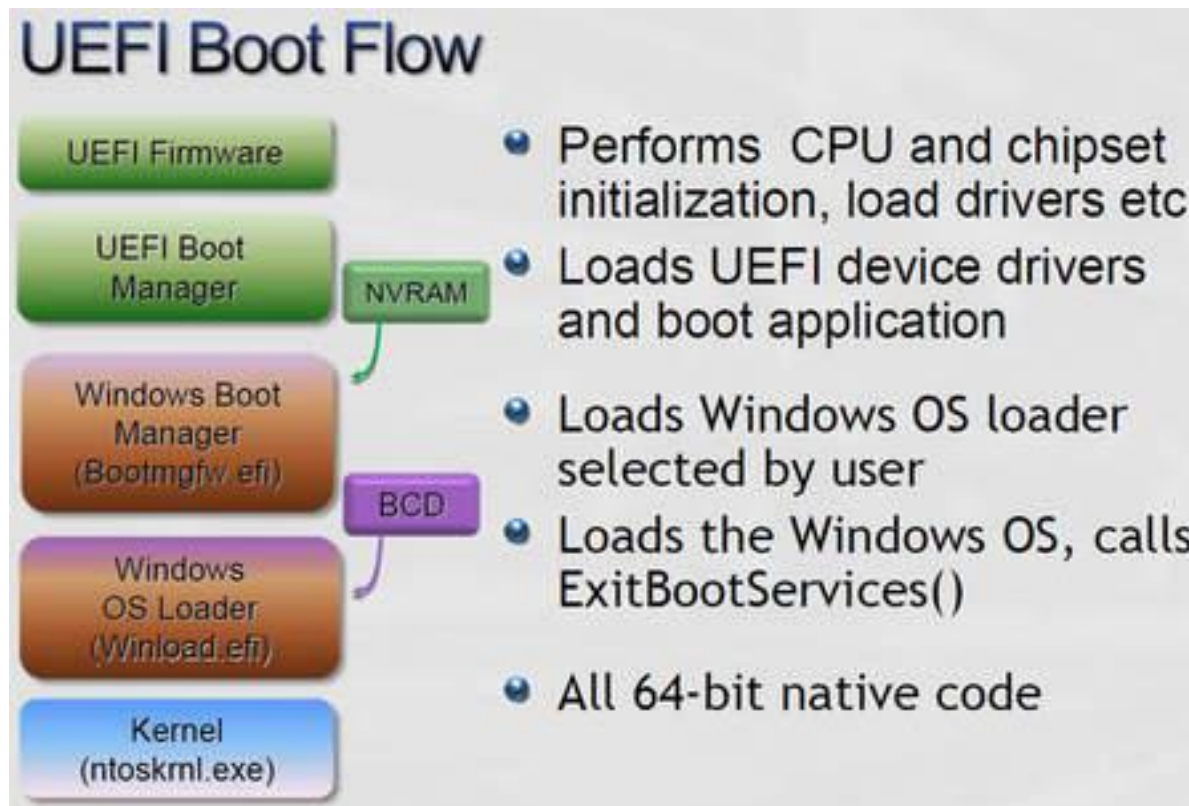 UEFI Boot Flow
UEFI Firmware
UEFI Boot
Manager
NVRAM
Windows Boot
Manager
(Bootmgfw.efi)
BCD
Windows
OS Loader
(Winload.efi)
Kernel
(ntoskrnl.exe)
Performs CPU and chipset
initialization, load drivers etc
Loads UEFI device drivers
and boot application
Loads Windows OS loader
selected by user
Loads the Windows OS, calls
ExitBootServices()
All 64-bit native code